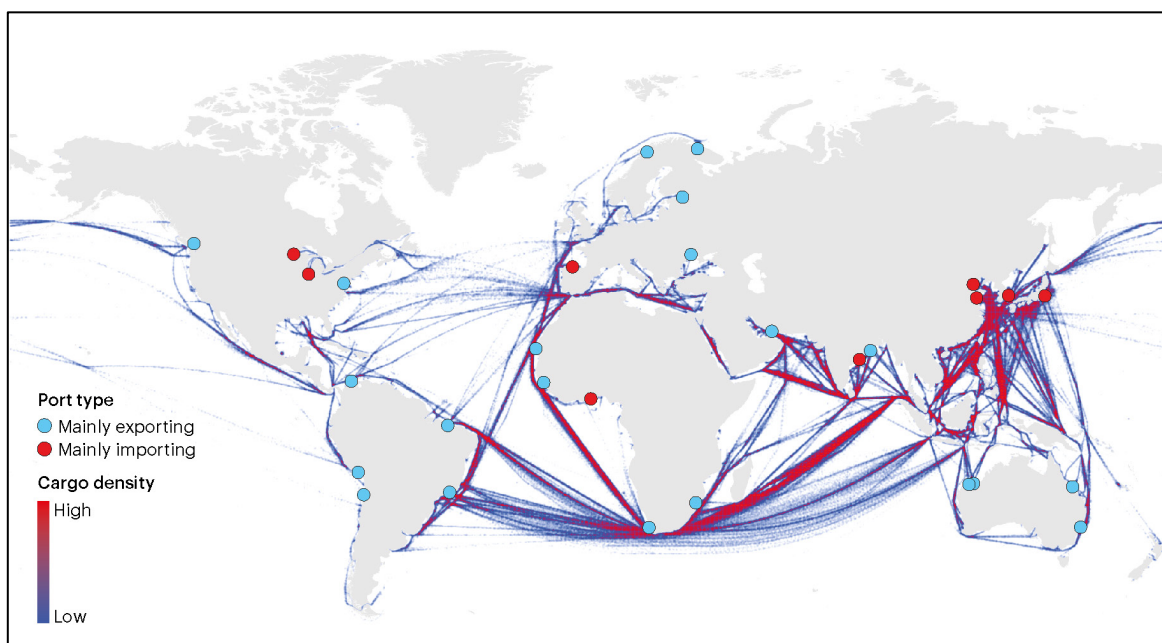 Port type
Mainly exporting
Mainly importing
Cargo density
High
Low